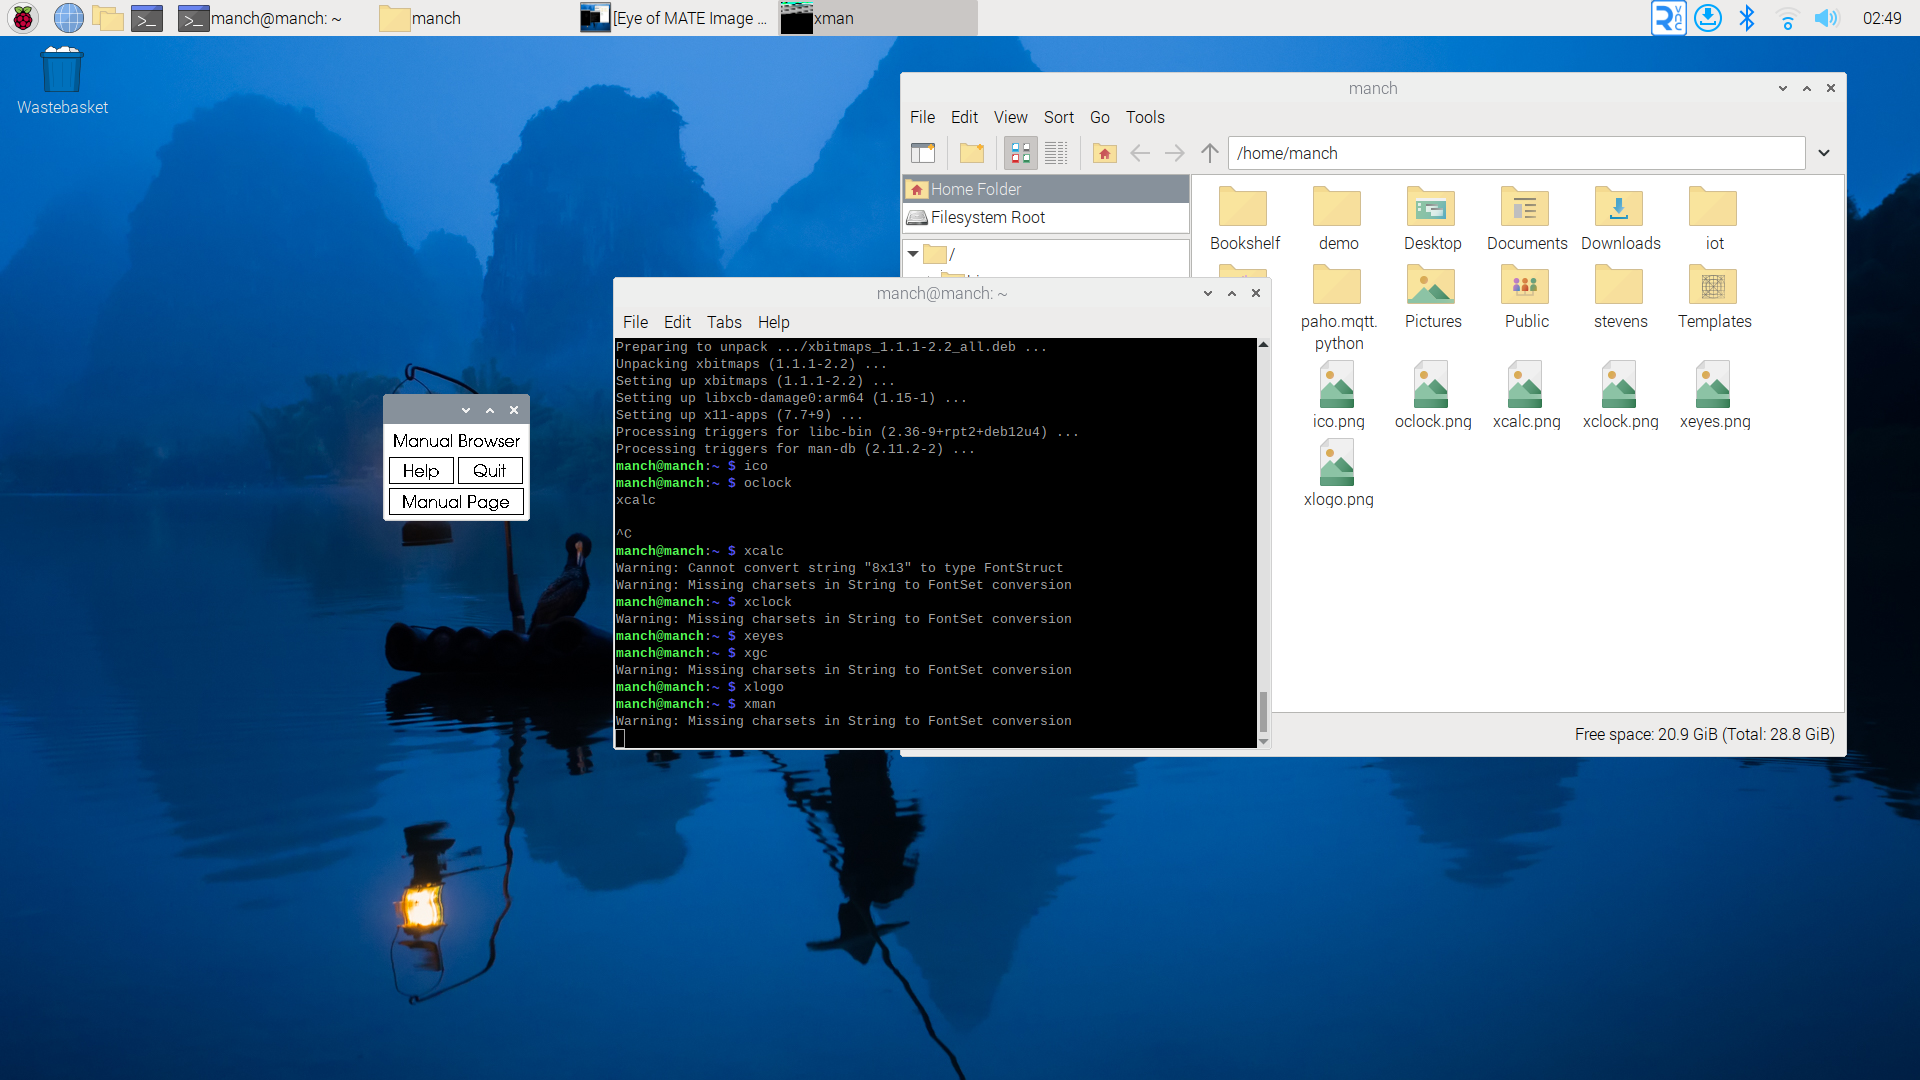 manch@manch: ~
manch
[Eye of MATE Image ...
xman
02:49
Wastebasket
manch
File Edit View Sort Go Tools
/home/manch
Home Folder
Filesystem Root
/
Bookshelf demo Desktop Documents Downloads iot
paho.mqtt.
python
Pictures Public stevens Templates
ico.png oclock.png xcalc.png xclock.png xeyes.png
xlogo.png
Free space: 20.9 GiB (Total: 28.8 GiB)
manch@manch: ~
File Edit Tabs Help
Preparing to unpack .../xbitmaps_1.1.1-2.2_all.deb ...
Unpacking xbitmaps (1.1.1-2.2) ...
Setting up xbitmaps (1.1.1-2.2) ...
Setting up libxcb-damage0:arm64 (1.15-1) ...
Setting up x11-apps (7.7+9) ...
Processing triggers for libc-bin (2.36-9+rpt2+deb12u4) ...
Processing triggers for man-db (2.11.2-2) ...
manch@manch:~ $ ico
manch@manch:~ $ oclock
xcalc
^C
manch@manch:~ $ xcalc
Warning: Cannot convert string "8x13" to type FontStruct
Warning: Missing charsets in String to FontSet conversion
manch@manch:~ $ xclock
Warning: Missing charsets in String to FontSet conversion
manch@manch:~ $ xeyes
manch@manch:~ $ xgc
Warning: Missing charsets in String to FontSet conversion
manch@manch:~ $ xlogo
manch@manch:~ $ xman
Warning: Missing charsets in String to FontSet conversion
Manual Browser
Help Quit
Manual Page